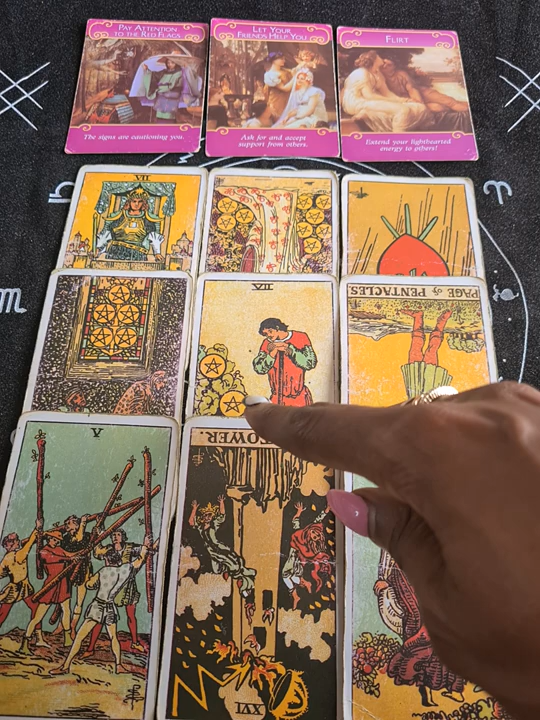 PAY ATTENTION
TO THE RED FLAGS
The signs are cautioning you.
LET YOUR
FRIENDS HELP YOU
Ask for and accept
support from others.
FLIRT
Extend your lighthearted
energy to others!
VII
VII
PAGE of PENTACLES.
V
TOWER.
XVI